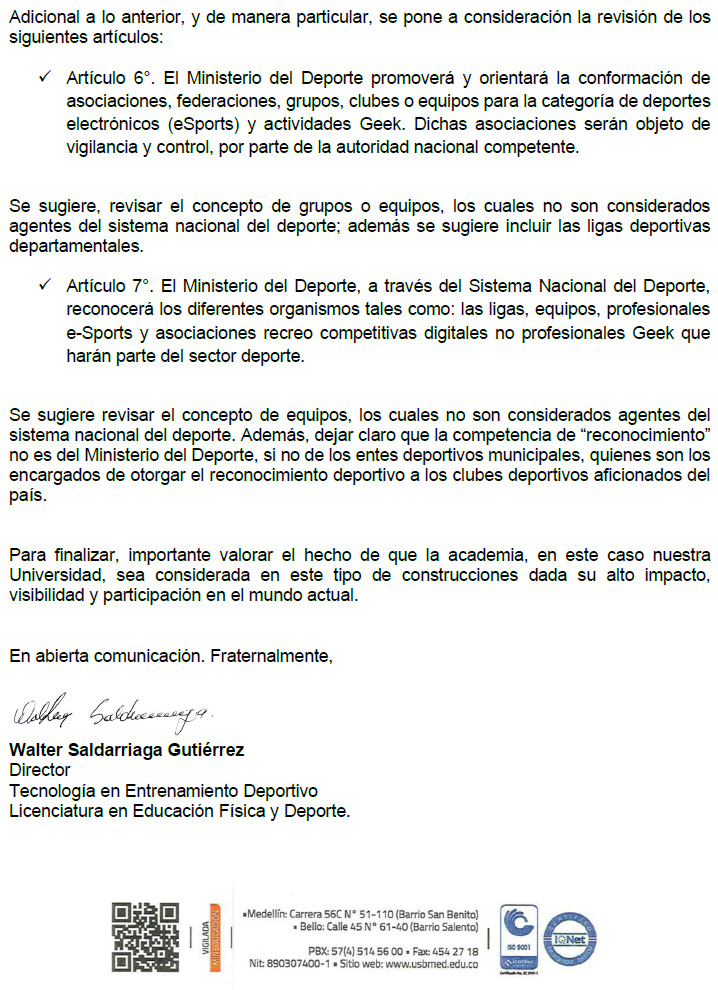 Adicional a lo anterior, y de manera particular, se pone a consideración la revisión de los
siguientes artículos:
✓ Artículo 6°. El Ministerio del Deporte promoverá y orientará la conformación de
asociaciones, federaciones, grupos, clubes o equipos para la categoría de deportes
electrónicos (eSports) y actividades Geek. Dichas asociaciones serán objeto de
vigilancia y control, por parte de la autoridad nacional competente.
Se sugiere, revisar el concepto de grupos o equipos, los cuales no son considerados
agentes del sistema nacional del deporte; además se sugiere incluir las ligas deportivas
departamentales.
✓ Artículo 7°. El Ministerio del Deporte, a través del Sistema Nacional del Deporte,
reconocerá los diferentes organismos tales como: las ligas, equipos, profesionales
e-Sports y asociaciones recreo competitivas digitales no profesionales Geek que
harán parte del sector deporte.
Se sugiere revisar el concepto de equipos, los cuales no son considerados agentes del
sistema nacional del deporte. Además, dejar claro que la competencia de “reconocimiento”
no es del Ministerio del Deporte, si no de los entes deportivos municipales, quienes son los
encargados de otorgar el reconocimiento deportivo a los clubes deportivos aficionados del
país.
Para finalizar, importante valorar el hecho de que la academia, en este caso nuestra
Universidad, sea considerada en este tipo de construcciones dada su alto impacto,
visibilidad y participación en el mundo actual.
En abierta comunicación. Fraternalmente,
Walter Saldarriaga Gutiérrez
Director
Tecnología en Entrenamiento Deportivo
Licenciatura en Educación Física y Deporte.
VIGILADA
MINEDUCACIÓN
•Medellín: Carrera 56C N° 51-110 (Barrio San Benito)
• Bello: Calle 45 N° 61-40 (Barrio Salento)
PBX: 57(4) 514 56 00 • Fax: 454 27 18
Nit: 890307400-1 • Sitio web: www.usbmed.edu.co
ISO 9001
icontec
CERTIFIED
IQNet